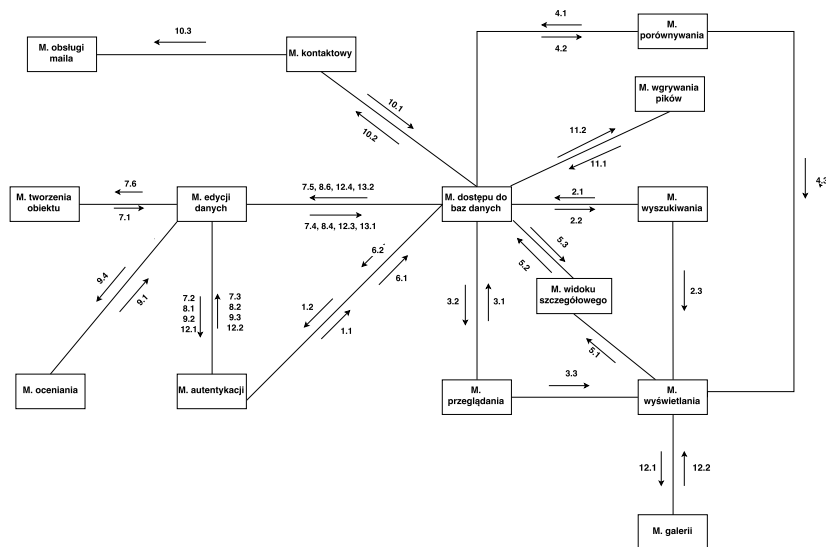 4.1
M.
porównywania
4.2
10.3
M. obsługi
maila
M. kontaktowy
M. wgrywania
pików
10.1
10.2
11.2
11.1
4.3
7.6
7.5, 8.6, 12.4, 13.2
2.1
M. tworzenia
obiektu
M. edycji
danych
M. dostępu do
baz danych
M.
wyszukiwania
7.1
7.4, 8.4, 12.3, 13.1
2.2
5.3
5.2
6.2
6.1
9.4
9.1
M. widoku
szczegółowego
7.2
8.1
9.2
12.1
7.3
8.2
9.3
12.2
1.2
1.1
3.2
3.1
2.3
5.1
M. oceniania
M. autentykacji
M.
przeglądania
3.3
M.
wyświetlania
12.1
12.2
M. galerii